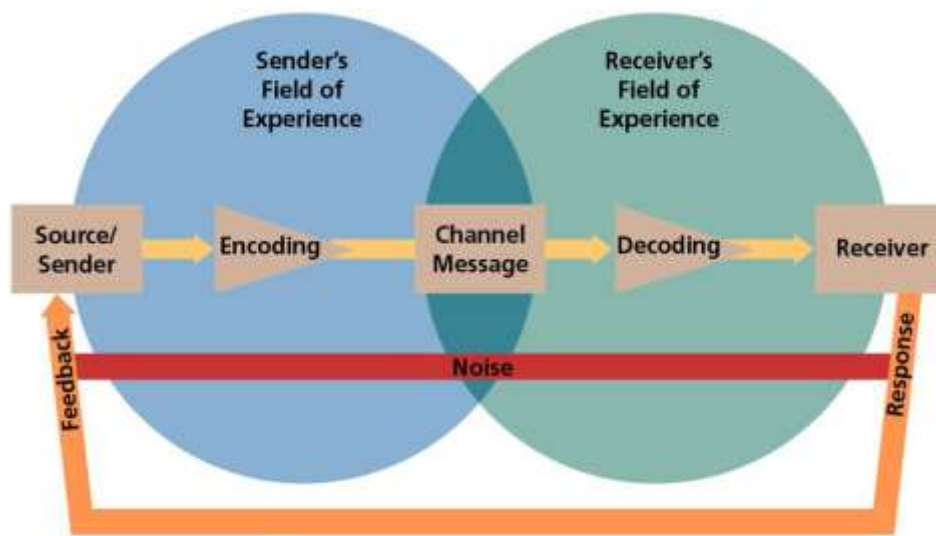 Sender's
Field of
Experience
Receiver's
Field of
Experience
Source/
Sender
Encoding
Channel
Message
Decoding
Receiver
Feedback
Noise
Response